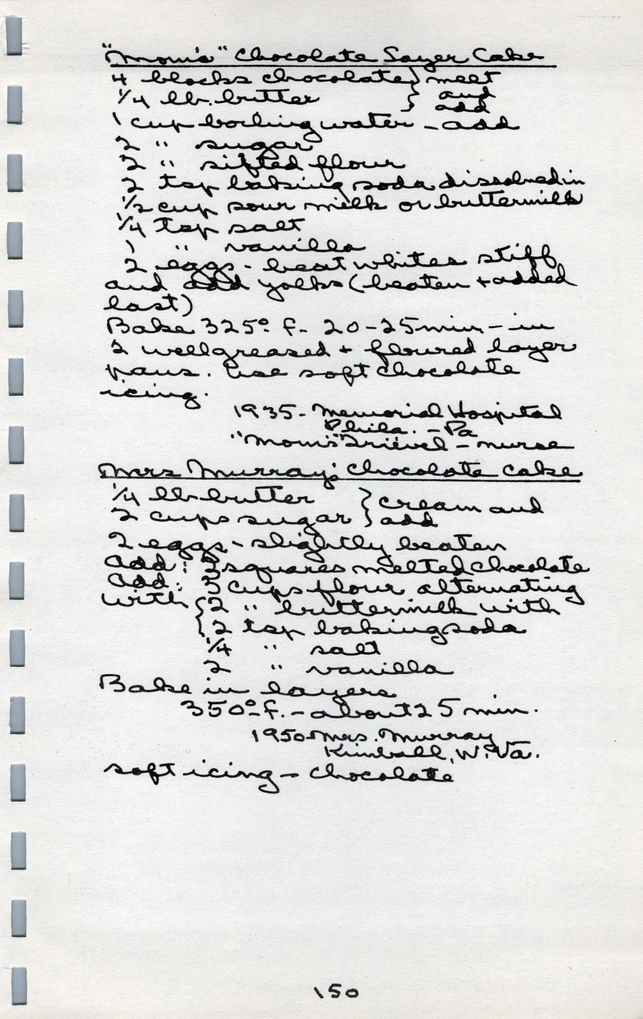 "Mom's" Chocolate Layer Cake
4 blocks chocolate } melt
1/4 lb. butter } and add
1 cup boiling water - add
2 " sugar
2 " sifted flour
2 tsp baking soda dissolved in
1/2 cup sour milk or buttermilk
1/4 tsp salt
1 " vanilla
2 eggs - beat whites stiff
and add yolks (beaten + added
last)
Bake 325° f. 20-25 min - in
2 well greased + floured layer
pans. Use soft chocolate
icing.
1935 - Memorial Hospital
Phila. - Pa
"Mom's" - nurse
Mrs Murray's Chocolate Cake
1/4 lb. butter } cream and
2 cups sugar } add
2 eggs - slightly beaten
Add: squares melted chocolate
Add: 3 cups flour alternating
with { 2 " buttermilk with
{ 2 tsp baking soda
1/4 " salt
2 " vanilla
Bake in layers
350° f. - about 25 min.
1950 - Mrs. Murray
Kimball, W. Va.
soft icing - chocolate
150